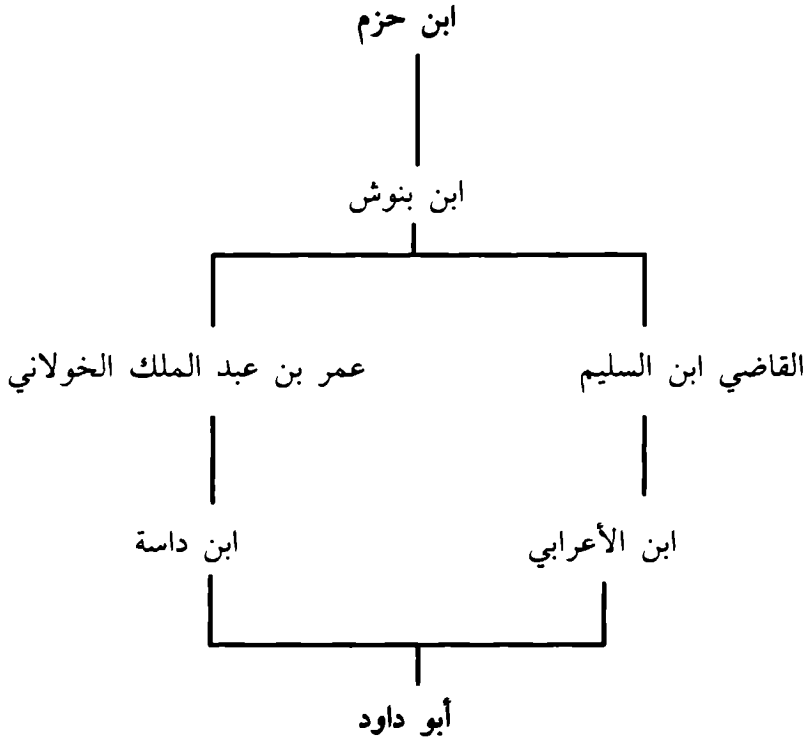 ابن حزم
ابن بنوش
القاضي ابن السليم
عمر بن عبد الملك الخولاني
ابن الأعرابي
ابن داسة
أبو داود